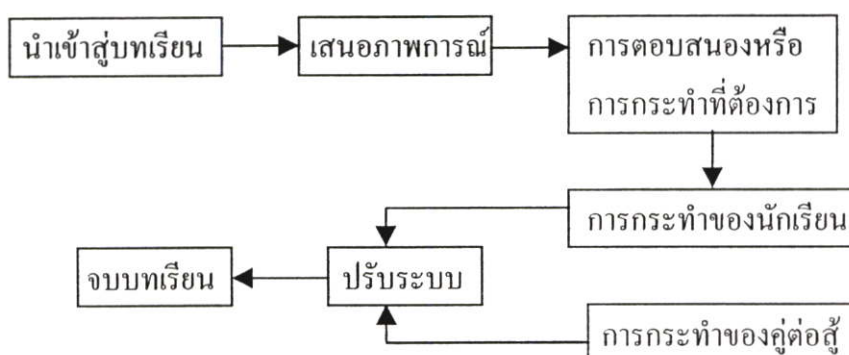 นำเข้าสู่บทเรียน
เสนอภาพการณ์
การตอบสนองหรือ
การกระทำที่ต้องการ
การกระทำของนักเรียน
จบบทเรียน
ปรับระบบ
การกระทำของคู่ต่อสู้